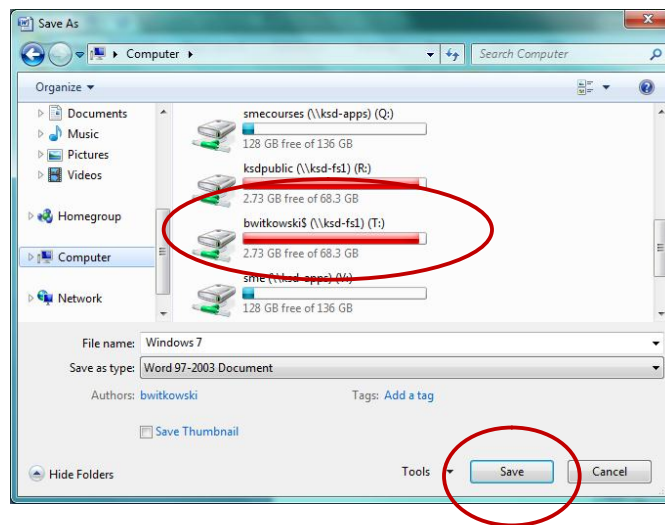 Save As
Computer
Search Computer
Organize
Documents
Music
Pictures
Videos
Homegroup
Computer
Network
smecourses (\\ksd-apps) (Q:)
128 GB free of 136 GB
ksdpublic (\\ksd-fs1) (R:)
2.73 GB free of 68.3 GB
bwitkowski$ (\\ksd-fs1) (T:)
2.73 GB free of 68.3 GB
sme (\\ksd-apps) (V:)
128 GB free of 136 GB
File name: Windows 7
Save as type: Word 97-2003 Document
Authors: bwitkowski Tags: Add a tag
Save Thumbnail
Hide Folders Tools Save Cancel